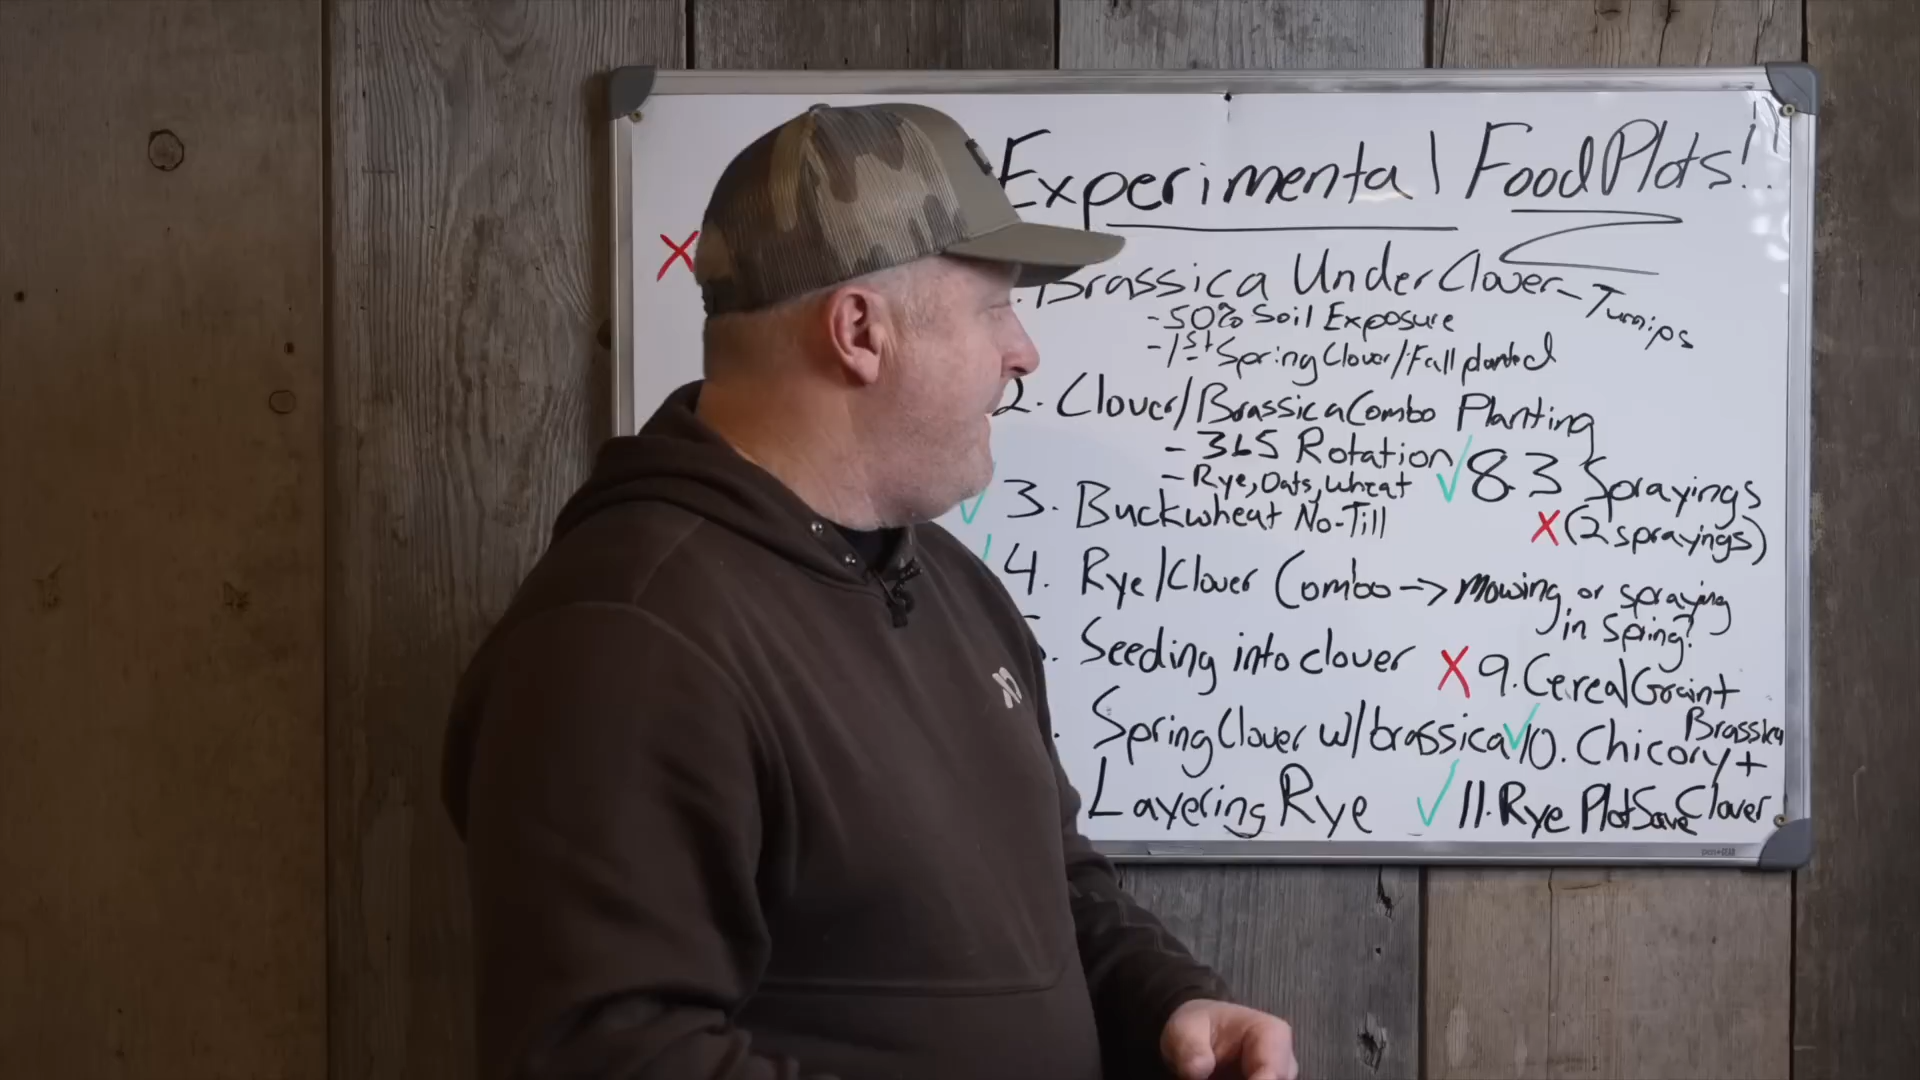 Experimental Food Plots!!
Brassica Under Clover - Turnips
- 50% Soil Exposure
- 1st Spring Clover/Fall planted
2. Clover/Brassica Combo Planting
- 365 Rotation
- Rye, Oats, Wheat
3. Buckwheat No-Till
4. Rye/Clover Combo -> Mowing or spraying
in Spring?
Seeding into clover
Spring Clover w/brassica
Layering Rye
✓ 8 3 Sprayings
X (2 sprayings)
X 9. Cereal Grain +
Brassica
✓ 10. Chicory +
Clover
✓ 11. Rye Plot Save